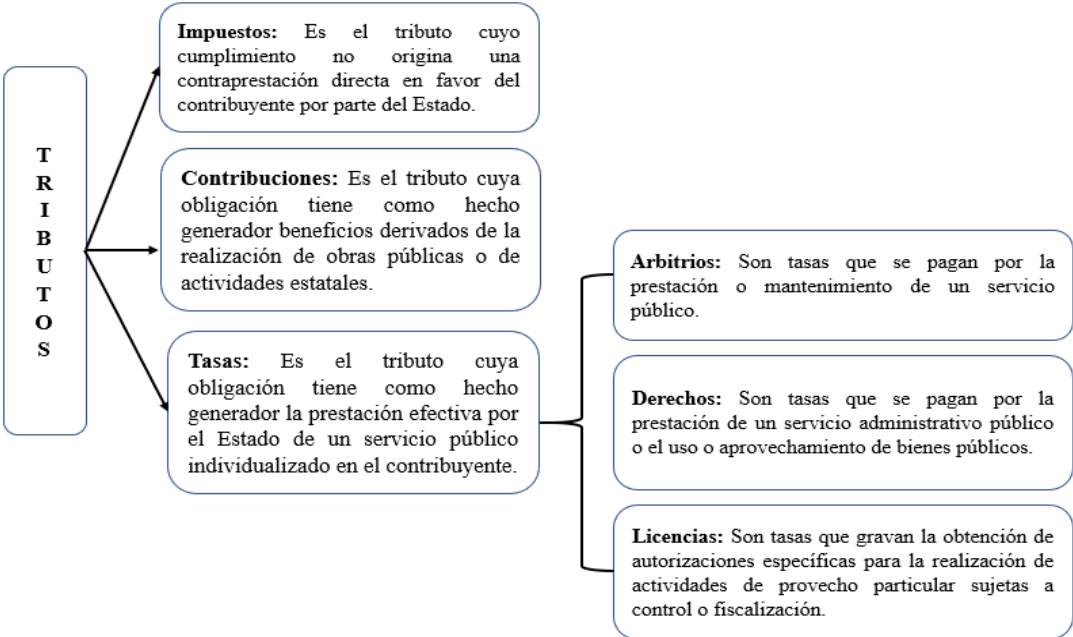 TRIBUTOS
Impuestos: Es el tributo cuyo
cumplimiento no origina una
contraprestación directa en favor del
contribuyente por parte del Estado.
Contribuciones: Es el tributo cuya
obligación tiene como hecho
generador beneficios derivados de la
realización de obras públicas o de
actividades estatales.
Tasas: Es el tributo cuya
obligación tiene como hecho
generador la prestación efectiva por
el Estado de un servicio público
individualizado en el contribuyente.
Arbitrios: Son tasas que se pagan por la
prestación o mantenimiento de un servicio
público.
Derechos: Son tasas que se pagan por la
prestación de un servicio administrativo público
o el uso o aprovechamiento de bienes públicos.
Licencias: Son tasas que gravan la obtención de
autorizaciones específicas para la realización de
actividades de provecho particular sujetas a
control o fiscalización.